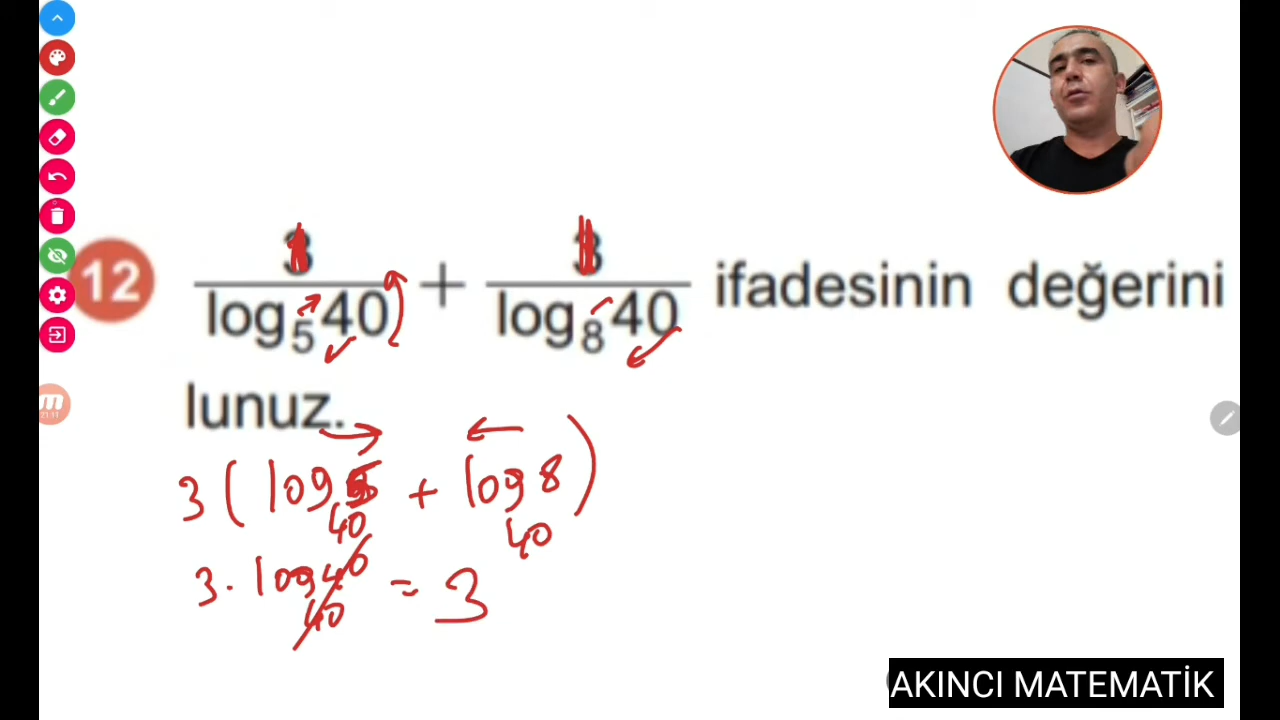 12 3/log₅40 + 3/log₈40 ifadesinin değerini
lunuz.
3 ( log₄₀5 + log₄₀8 )
3 · log₄₀40 = 3
AKINCI MATEMATİK